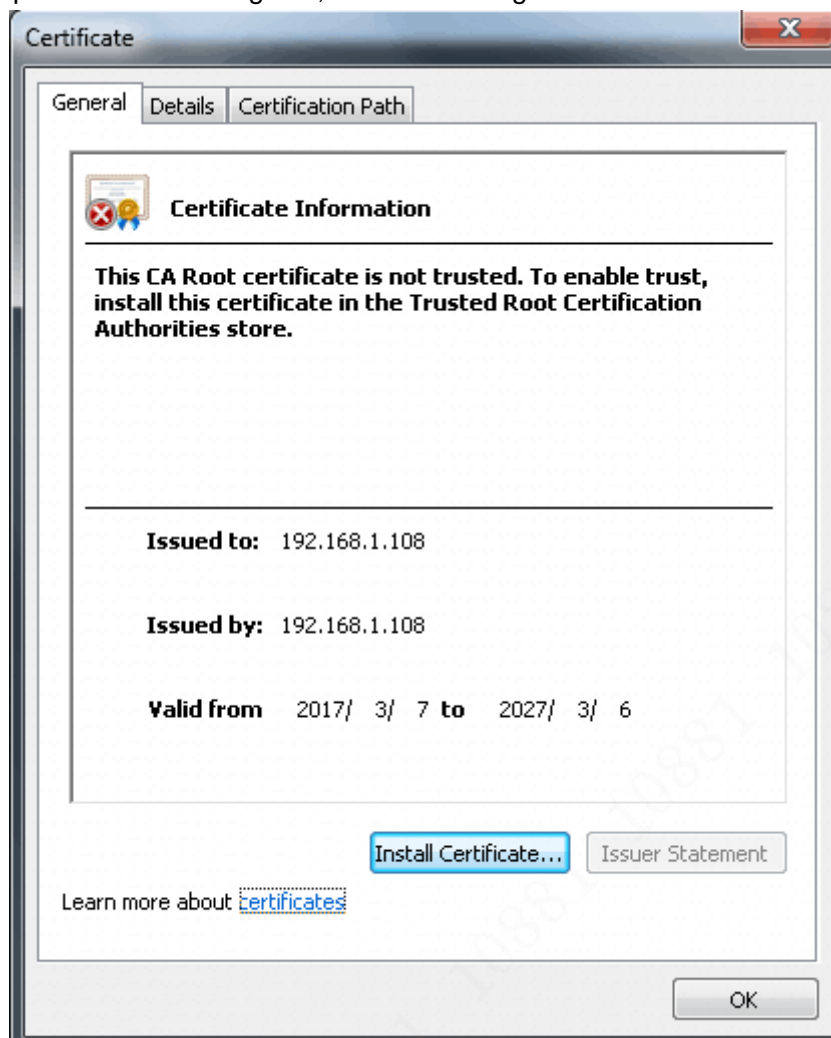 Certificate
General Details Certification Path
Certificate Information
This CA Root certificate is not trusted. To enable trust,
install this certificate in the Trusted Root Certification
Authorities store.
Issued to: 192.168.1.108
Issued by: 192.168.1.108
Valid from 2017/ 3/ 7 to 2027/ 3/ 6
Install Certificate... Issuer Statement
Learn more about certificates
OK
10881 10881
10881